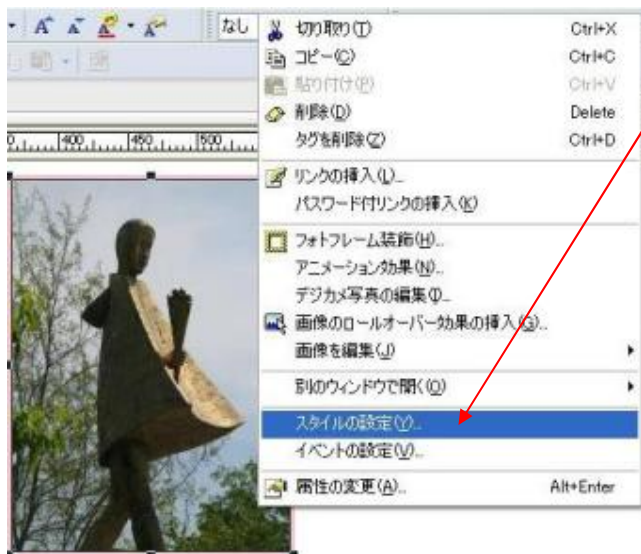 なし
400 450 500
切り取り(T) Ctrl+X
コピー(C) Ctrl+C
貼り付け(P) Ctrl+V
削除(D) Delete
タグを削除(Z) Ctrl+D
リンクの挿入(L)...
パスワード付リンクの挿入(K)
フォトフレーム装飾(H)...
アニメーション効果(N)...
デジカメ写真の編集(I)...
画像のロールオーバー効果の挿入(G)...
画像を編集(J)
別のウィンドウで開く(O)
スタイルの設定(Y)...
イベントの設定(V)...
属性の変更(A)... Alt+Enter